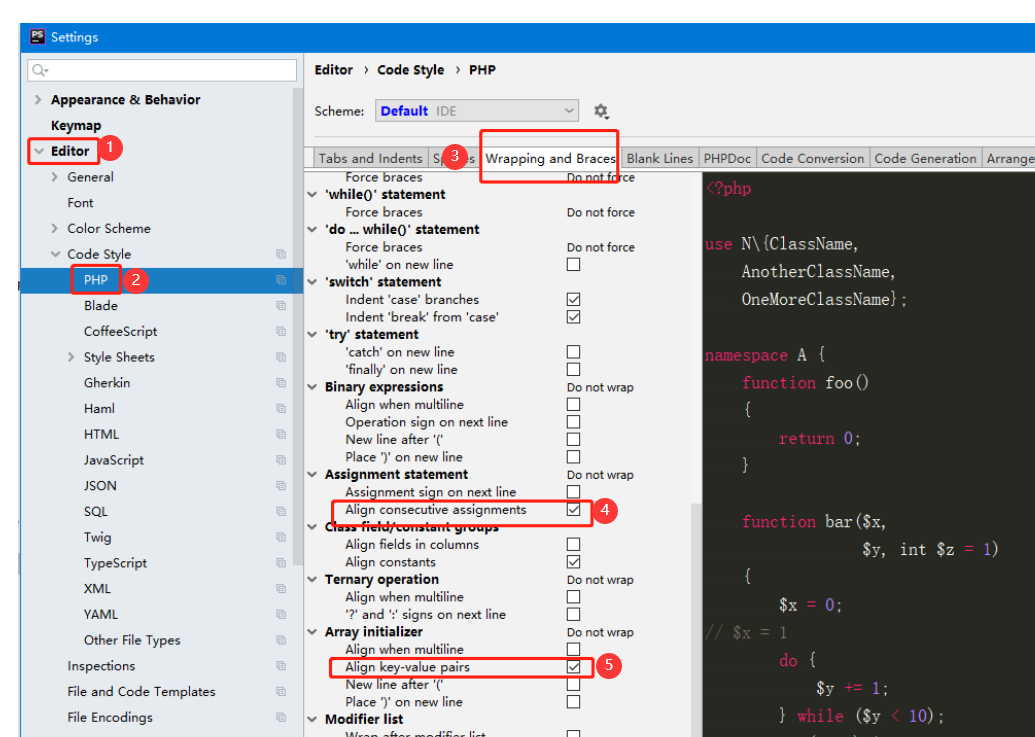 PS Settings
Editor > Code Style > PHP
Scheme: Default IDE
Appearance & Behavior
Keymap
Editor 1
General
Font
Color Scheme
Code Style
PHP 2
Blade
CoffeeScript
Style Sheets
Gherkin
Haml
HTML
JavaScript
JSON
SQL
Twig
TypeScript
XML
YAML
Other File Types
Inspections
File and Code Templates
File Encodings
Tabs and Indents 3 Wrapping and Braces Blank Lines PHPDoc Code Conversion Code Generation Arrange
Force braces Do not force
'while()' statement
Force braces Do not force
'do ... while()' statement
Force braces Do not force
'while' on new line
'switch' statement
Indent 'case' branches
Indent 'break' from 'case'
'try' statement
'catch' on new line
'finally' on new line
Binary expressions Do not wrap
Align when multiline
Operation sign on next line
New line after '('
Place ')' on new line
Assignment statement Do not wrap
Assignment sign on next line
Align consecutive assignments 4
Class field/constant groups
Align fields in columns
Align constants
Ternary operation Do not wrap
Align when multiline
'?' and ':' signs on next line
Array initializer Do not wrap
Align when multiline
Align key-value pairs 5
New line after '('
Place ')' on new line
Modifier list
Wrap after modifier list
<?php
use N\{ClassName,
AnotherClassName,
OneMoreClassName};
namespace A {
function foo()
{
return 0;
}
function bar($x,
$y, int $z = 1)
{
$x = 0;
// $x = 1
do {
$y += 1;
} while ($y < 10);